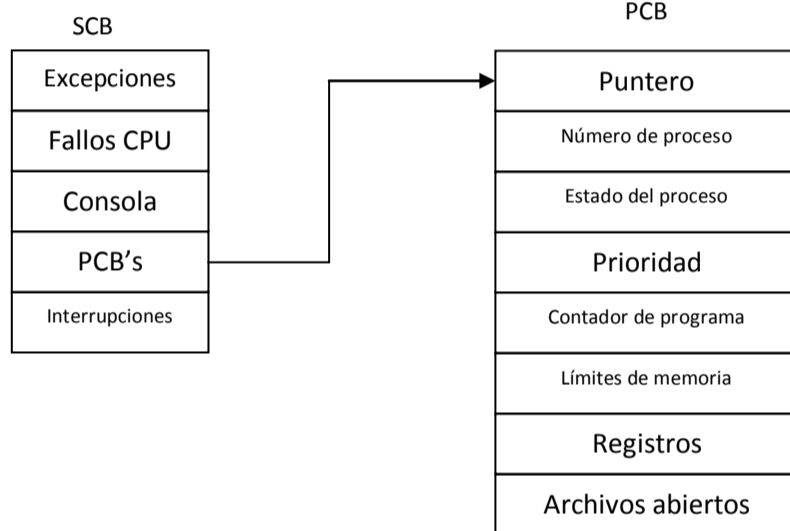 SCB
Excepciones
Fallos CPU
Consola
PCB’s
Interrupciones
PCB
Puntero
Número de proceso
Estado del proceso
Prioridad
Contador de programa
Límites de memoria
Registros
Archivos abiertos